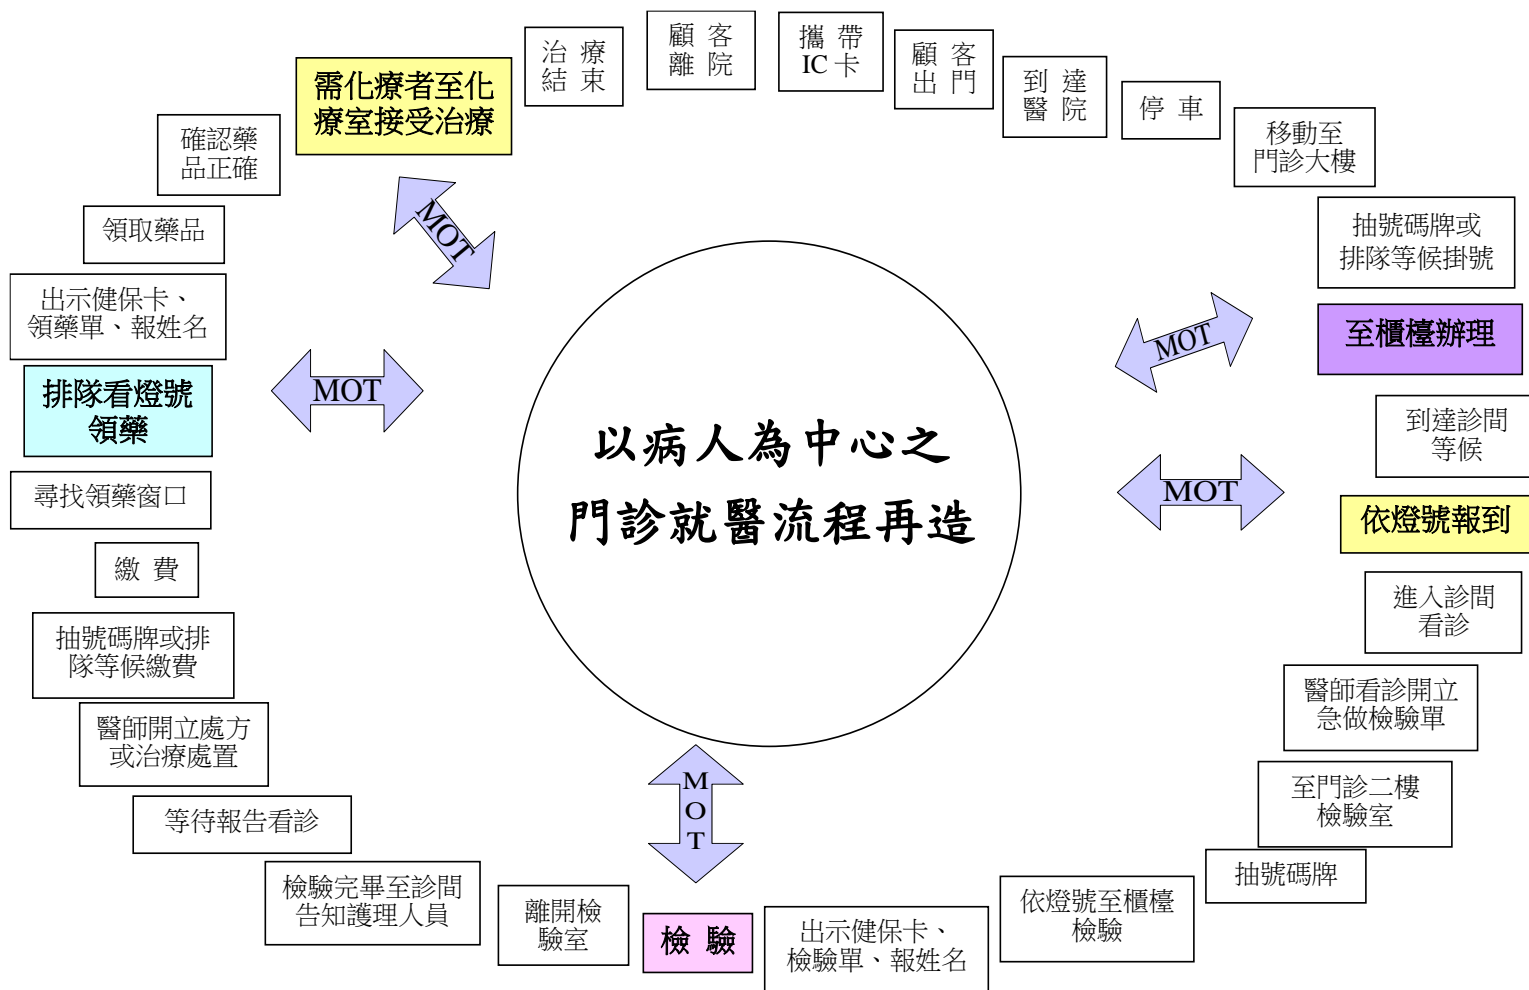 攜 帶
IC 卡
顧 客
出 門
到 達
醫 院
停 車
移動至
門診大樓
抽號碼牌或
排隊等候掛號
至櫃檯辦理
到達診間
等候
依燈號報到
進入診間
看診
醫師看診開立
急做檢驗單
至門診二樓
檢驗室
抽號碼牌
依燈號至櫃檯
檢驗
出示健保卡、
檢驗單、報姓名
檢 驗
離開檢
驗室
檢驗完畢至診間
告知護理人員
等待報告看診
醫師開立處方
或治療處置
抽號碼牌或排
隊等候繳費
繳 費
尋找領藥窗口
排隊看燈號
領藥
出示健保卡、
領藥單、報姓名
領取藥品
確認藥
品正確
需化療者至化
療室接受治療
治 療
結 束
顧 客
離 院
MOT
MOT
MOT
MOT
M
O
T
以病人為中心之
門診就醫流程再造